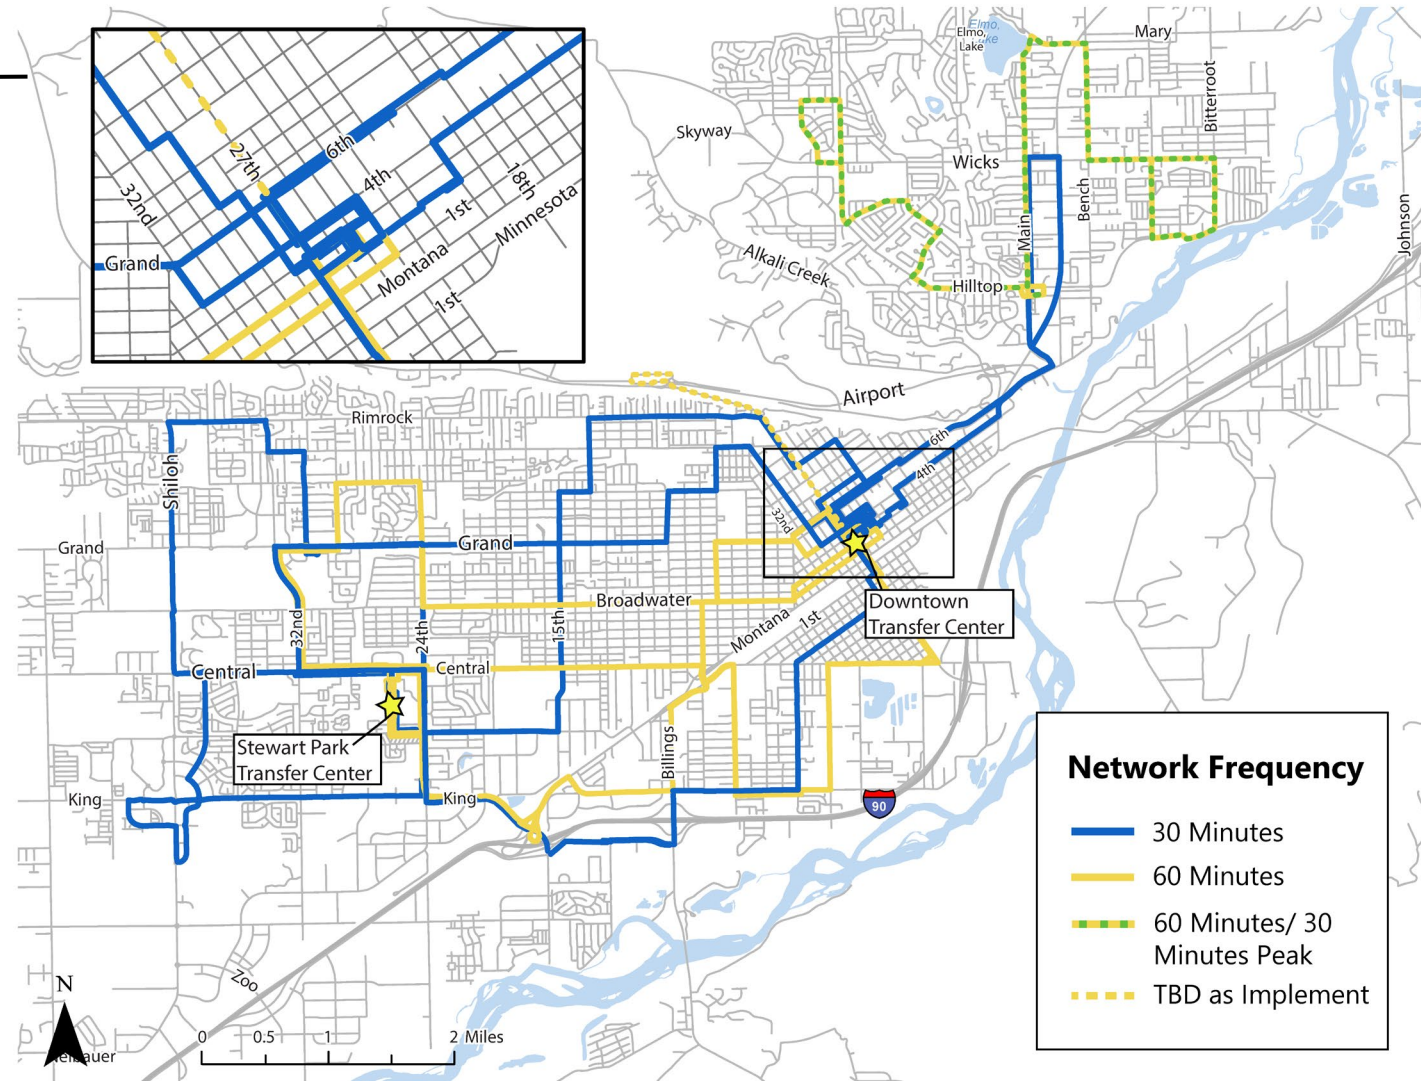 Elmo,
Lake
Elmo,
Lake
Mary
Bitterroot
Skyway
Wicks
Bench
Main
Johnson
Alkali Creek
Hilltop
27th
6th
4th
18th
32nd
1st
Minnesota
Grand
Montana
1st
Airport
Rimrock
6th
4th
Shiloh
32nd
Grand
Grand
Broadwater
Downtown
Transfer Center
32nd
24th
15th
Montana
1st
Central
Central
Stewart Park
Transfer Center
Billings
King
King
90
Zoo
N
0
0.5
1
2 Miles
Network Frequency
30 Minutes
60 Minutes
60 Minutes/ 30
Minutes Peak
TBD as Implement